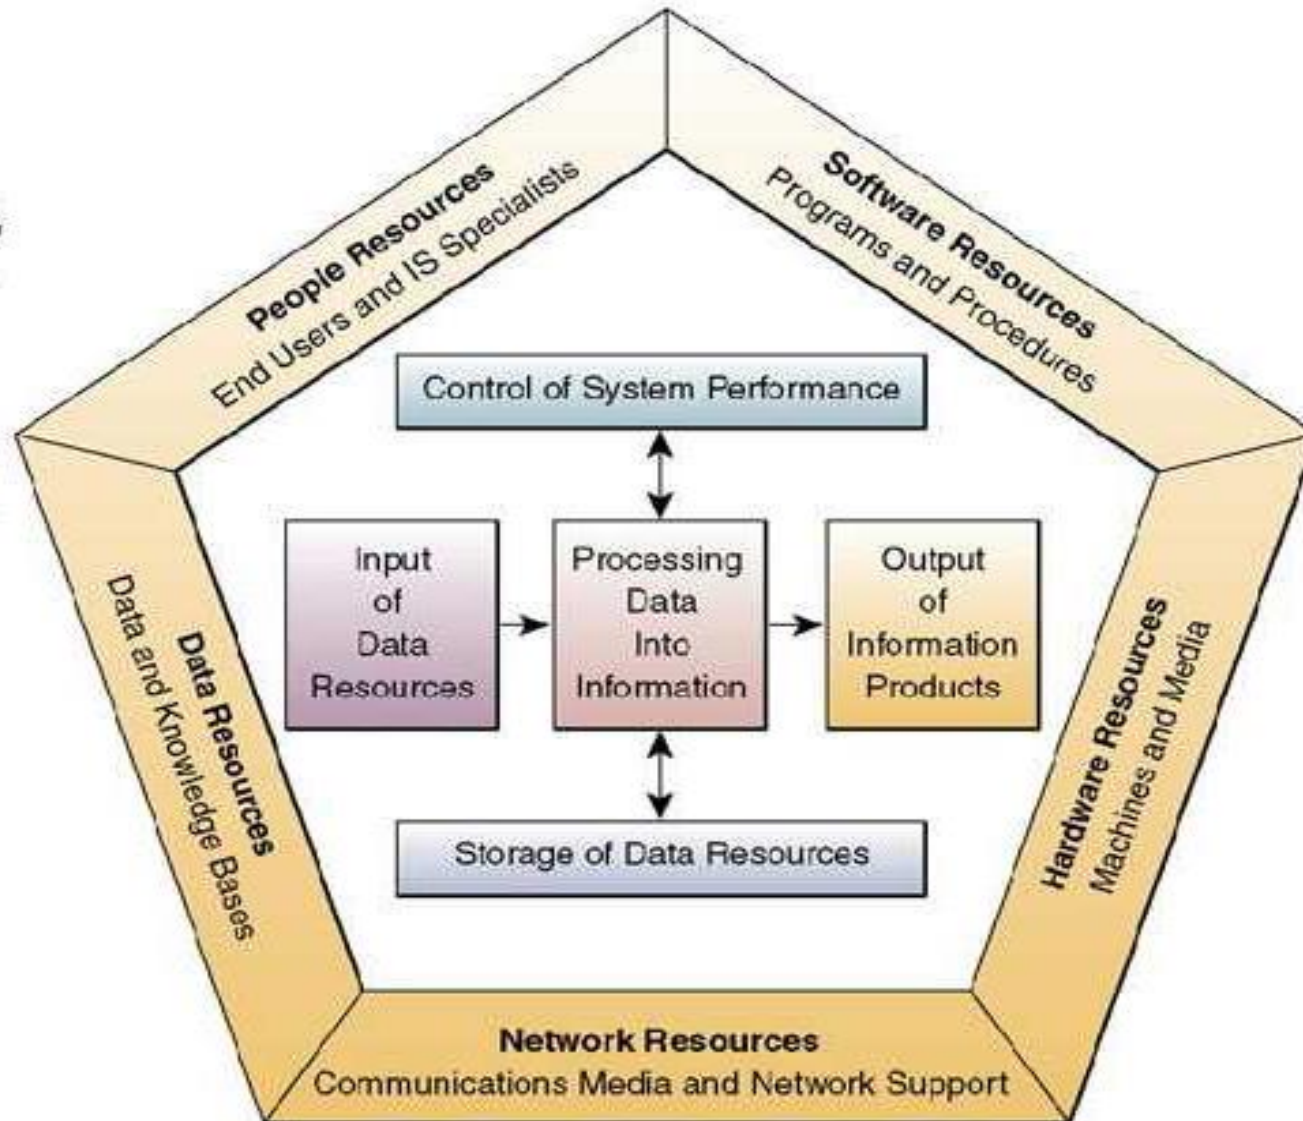 People Resources
End Users and IS Specialists
Software Resources
Programs and Procedures
Control of System Performance
Input
of
Data
Resources
Processing
Data
Into
Information
Output
of
Information
Products
Storage of Data Resources
Data Resources
Data and Knowledge Bases
Hardware Resources
Machines and Media
Network Resources
Communications Media and Network Support